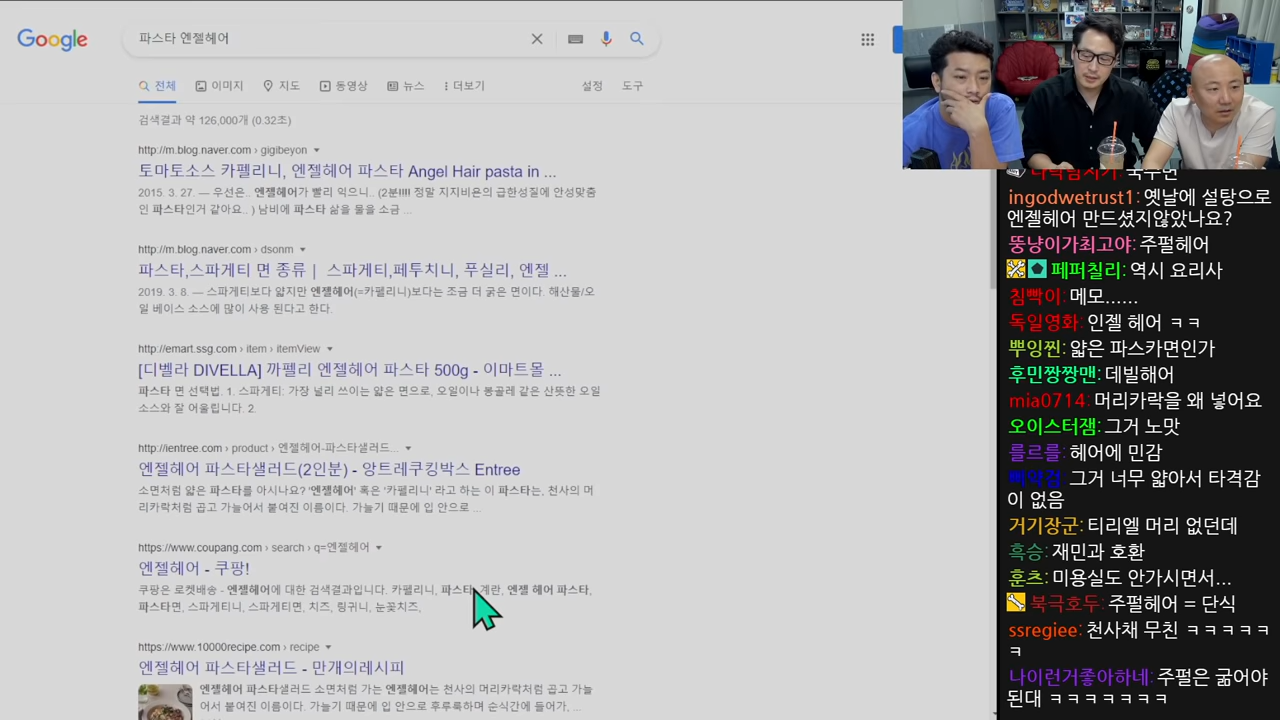 Google
파스타 엔젤헤어
전체
이미지
지도
동영상
뉴스
더보기
설정
도구
검색결과 약 126,000개 (0.32초)
http://m.blog.naver.com › gigibeyon
토마토소스 카펠리니, 엔젤헤어 파스타 Angel Hair pasta in ...
2015. 3. 27. — 우선은.. 엔젤헤어가 빨리 익으니.. (2분!!!! 정말 지지비욘의 급한성질에 안성맞춤
인 파스타인거 같아요.. ) 남비에 파스타 삶을 물을 소금 ...
http://m.blog.naver.com › dsonm
파스타,스파게티 면 종류｜ 스파게티,페투치니, 푸실리, 엔젤 ...
2019. 3. 8. — 스파게티보다 얇지만 엔젤헤어(=카펠리니)보다는 조금 더 굵은 면이다. 해산물/오
일 베이스 소스에 많이 사용 된다고 한다.
http://emart.ssg.com › item › itemView
[디벨라 DIVELLA] 까펠리 엔젤헤어 파스타 500g - 이마트몰 ...
파스타 면 선택법. 1. 스파게티: 가장 널리 쓰이는 얇은 면으로, 오일이나 봉골레 같은 산뜻한 오일
소스와 잘 어울립니다. 2.
http://ientree.com › product › 엔젤헤어-파스타샐러드...
엔젤헤어 파스타샐러드(2인분) - 앙트레쿠킹박스 Entree
소면처럼 얇은 파스타를 아시나요? '엔젤헤어' 혹은 '카펠리니' 라고 하는 이 파스타는, 천사의 머
리카락처럼 곱고 가늘어서 붙여진 이름이다. 가늘기 때문에 입 안으로 ...
https://www.coupang.com › search › q=엔젤헤어
엔젤헤어 - 쿠팡!
쿠팡은 로켓배송 - 엔젤헤어에 대한 검색결과입니다. 카펠리니, 파스타, 계란, 엔젤 헤어 파스타,
파스타면, 스파게티니, 스파게티면, 치즈, 링귀니, 눈꽃치즈,
https://www.10000recipe.com › recipe
엔젤헤어 파스타샐러드 - 만개의레시피
엔젤헤어 파스타샐러드 소면처럼 가는 엔젤헤어는 천사의 머리카락처럼 곱고 가늘
어서 붙여진 이름이다. 가늘기 때문에 입 안으로 후루룩하며 순식간에 들어가, ...
ingodwetrust1: 옛날에 설탕으로
엔젤헤어 만드셨지않았나요?
뚱냥이가최고야: 주펄헤어
페퍼칠리: 역시 요리사
침빡이: 메모......
독일영화: 인젤 헤어 ㅋㅋ
뿌잉찐: 얇은 파스카면인가
후민짱짱맨: 데빌헤어
mia0714: 머리카락을 왜 넣어요
오이스터잼: 그거 노맛
를르를: 헤어에 민감
그거 너무 얇아서 타격감
이 없음
거기장군: 티리엘 머리 없던데
흑승: 재민과 호환
훈츠: 미용실도 안가시면서...
북극호두: 주펄헤어 = 단식
ssregiee: 천사채 무친 ㅋㅋㅋㅋㅋ
ㅋ
나이런거좋아하네: 주펄은 굶어야
된대 ㅋㅋㅋㅋㅋㅋㅋ